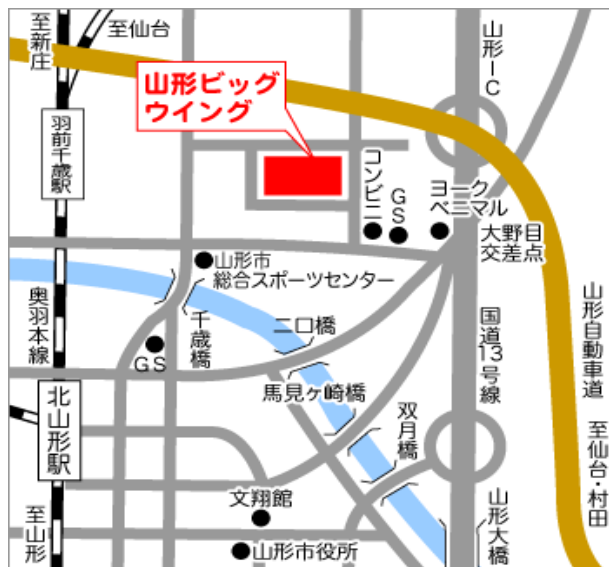 至新庄
至仙台
山形ビッグ
ウイング
山形IC
羽前千歳駅
コンビニ
GS
ヨーク
ベニマル
大野目
交差点
山形市
総合スポーツセンター
奥羽本線
千歳橋
二口橋
国道13号線
山形自動車道
GS
馬見ヶ崎橋
北山形駅
双月橋
至仙台・村田
文翔館
至山形
山形市役所
山形大橋